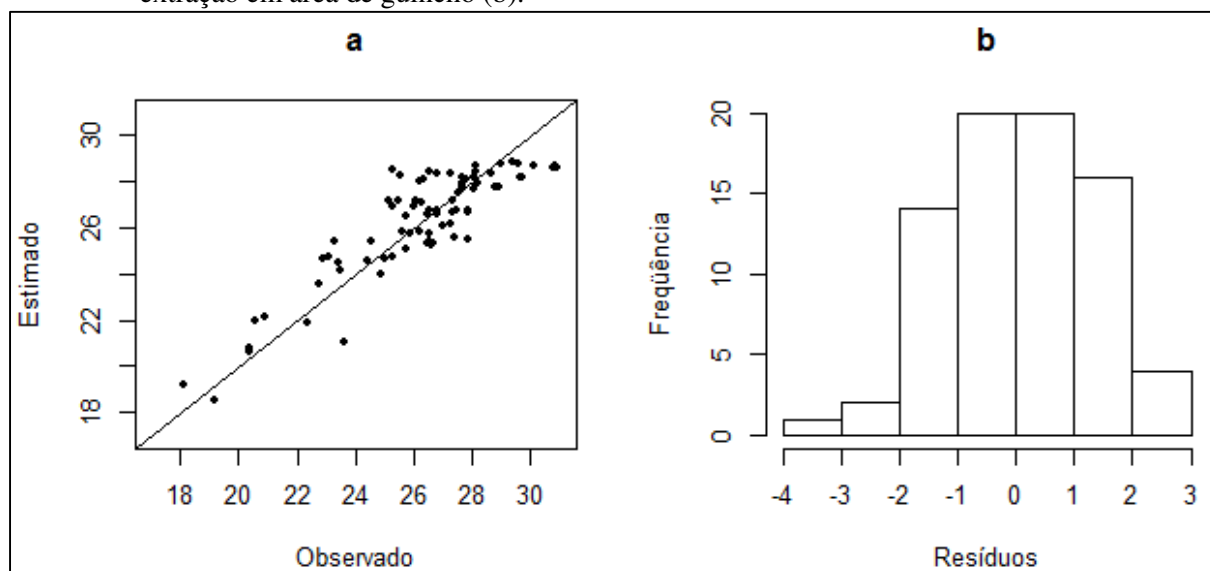 extração em área de guincho (b).
a
b
Estimado
30
26
22
18
18 20 22 24 26 28 30
Observado
Freqüência
20
15
10
5
0
-4 -3 -2 -1 0 1 2 3
Resíduos